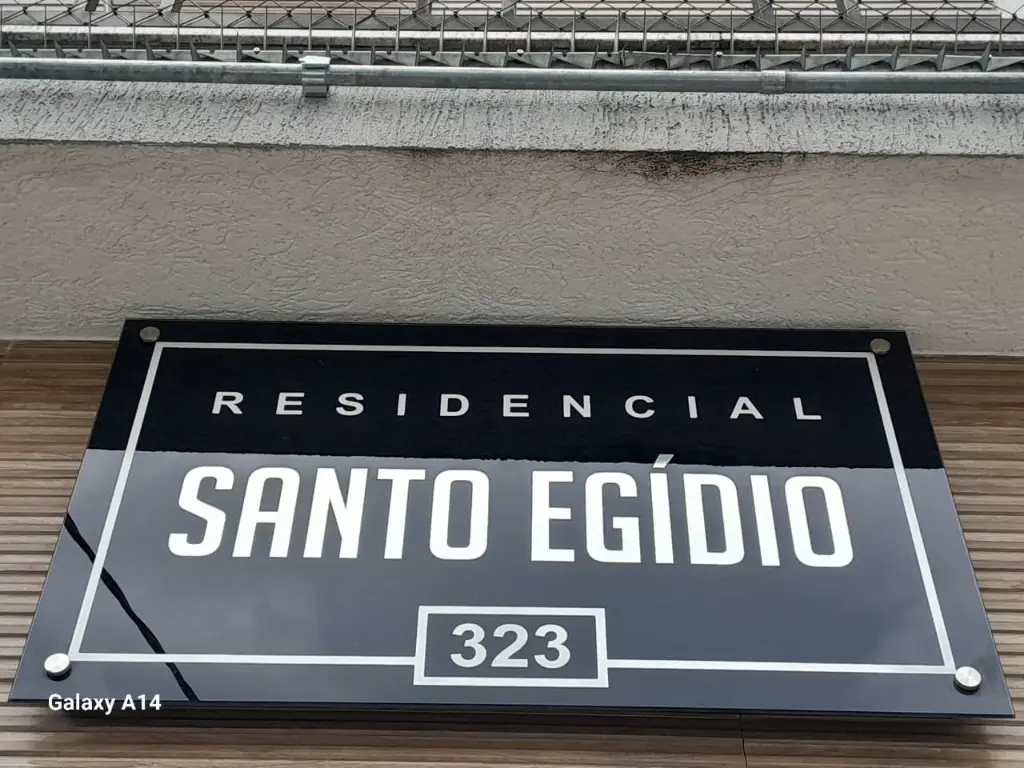 RESIDENCIAL
SANTO EGÍDIO
323
Galaxy A14